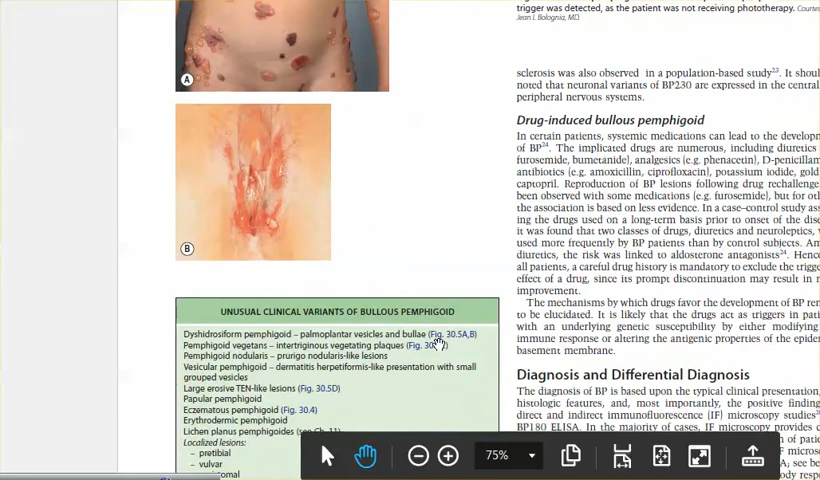 trigger was detected, as the patient was not receiving phototherapy. Courtes
Jean L Bolognia, MD.
A
B
UNUSUAL CLINICAL VARIANTS OF BULLOUS PEMPHIGOID
Dyshidrosiform pemphigoid – palmoplantar vesicles and bullae (Fig. 30.5A,B)
Pemphigoid vegetans – intertriginous vegetating plaques (Fig. 30.
Pemphigoid nodularis – prurigo nodularis-like lesions
Vesicular pemphigoid – dermatitis herpetiformis-like presentation with small
grouped vesicles
Large erosive TEN-like lesions (Fig. 30.5D)
Papular pemphigoid
Eczematous pemphigoid (Fig. 30.4)
Erythrodermic pemphigoid
Lichen planus pemphigoides (see Ch. 11)
Localized lesions:
– pretibial
– vulvar
sclerosis was also observed in a population-based study²³. It shoul
noted that neuronal variants of BP230 are expressed in the central
peripheral nervous systems.
Drug-induced bullous pemphigoid
In certain patients, systemic medications can lead to the develop
of BP²⁴. The implicated drugs are numerous, including diuretics
furosemide, bumetanide), analgesics (e.g. phenacetin), D-penicillam
antibiotics (e.g. amoxicillin, ciprofloxacin), potassium iodide, gold
captopril. Reproduction of BP lesions following drug rechalleng
been observed with some medications (e.g. furosemide), but for oth
the association is based on less evidence. In a case–control study ass
ing the drugs used on a long-term basis prior to onset of the dise
it was found that two classes of drugs, diuretics and neuroleptics, w
used more frequently by BP patients than by control subjects. Am
diuretics, the risk was linked to aldosterone antagonists²⁴. Hence
all patients, a careful drug history is mandatory to exclude the trigge
effect of a drug, since its prompt discontinuation may result in r
improvement.
The mechanisms by which drugs favor the development of BP ren
to be elucidated. It is likely that the drugs act as triggers in pati
with an underlying genetic susceptibility by either modifying
immune response or altering the antigenic properties of the epider
basement membrane.
Diagnosis and Differential Diagnosis
The diagnosis of BP is based upon the typical clinical presentation,
histologic features, and, most importantly, the positive finding
direct and indirect immunofluorescence (IF) microscopy studies
BP180 ELISA. In the majority of cases, IF microscopy provides c
75%